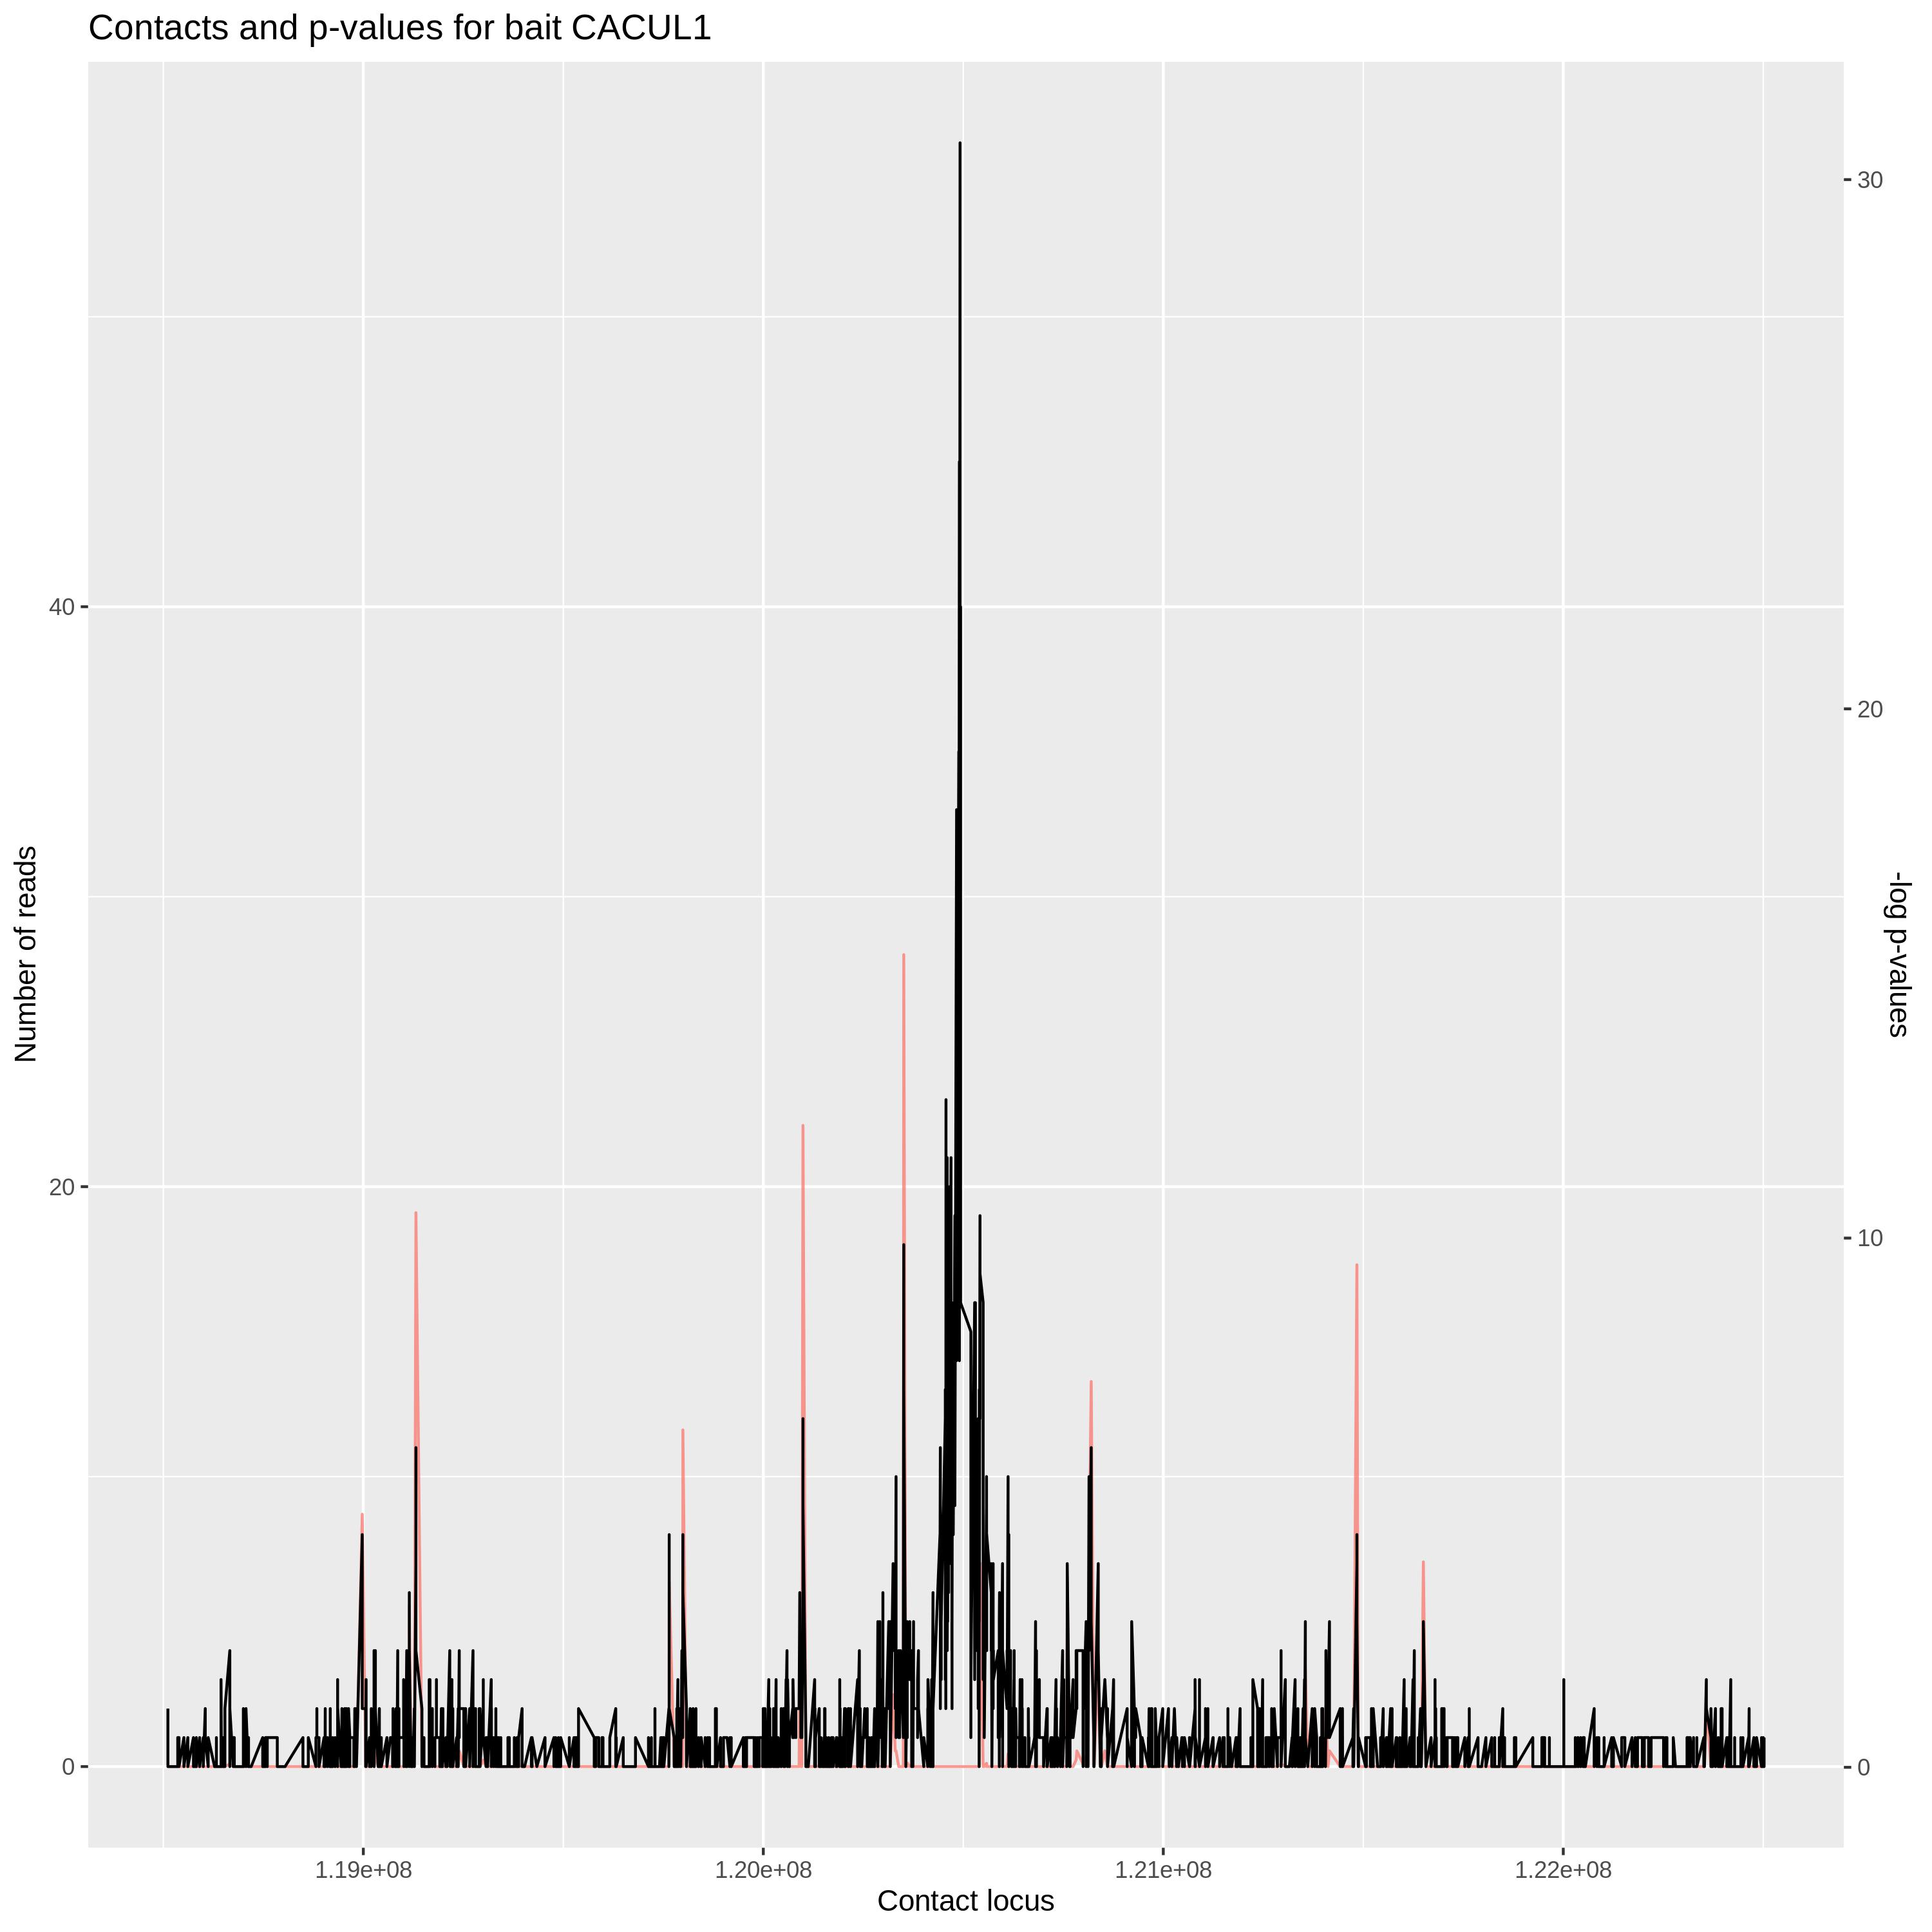 Contacts and p-values for bait CACUL1
Number of reads
40
20
0
30
20
10
0
-log p-values
1.19e+08
1.20e+08
1.21e+08
1.22e+08
Contact locus